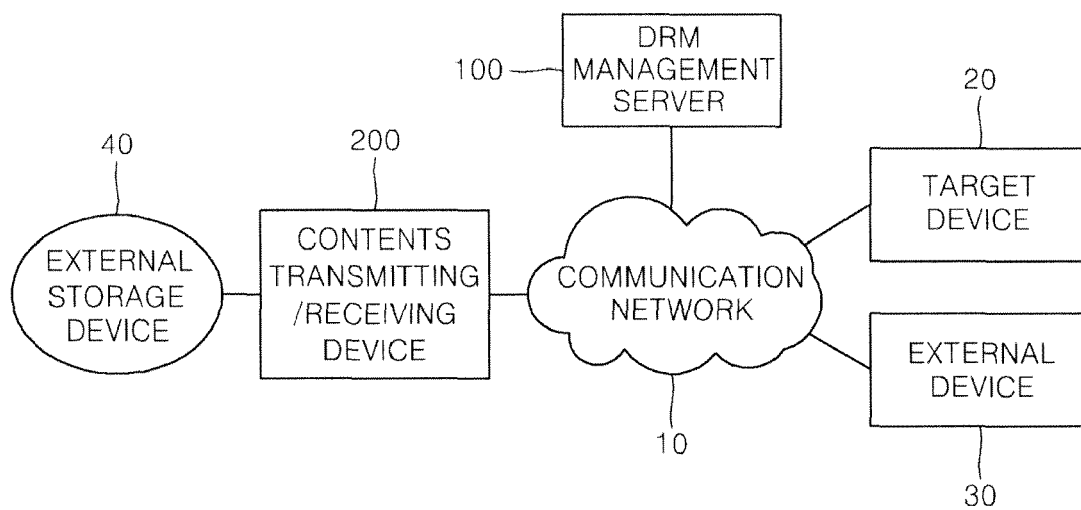 DRM
MANAGEMENT
SERVER
100
20
40
200
TARGET
DEVICE
CONTENTS
TRANSMITTING
/RECEIVING
DEVICE
EXTERNAL
STORAGE
DEVICE
COMMUNICATION
NETWORK
EXTERNAL
DEVICE
10
30